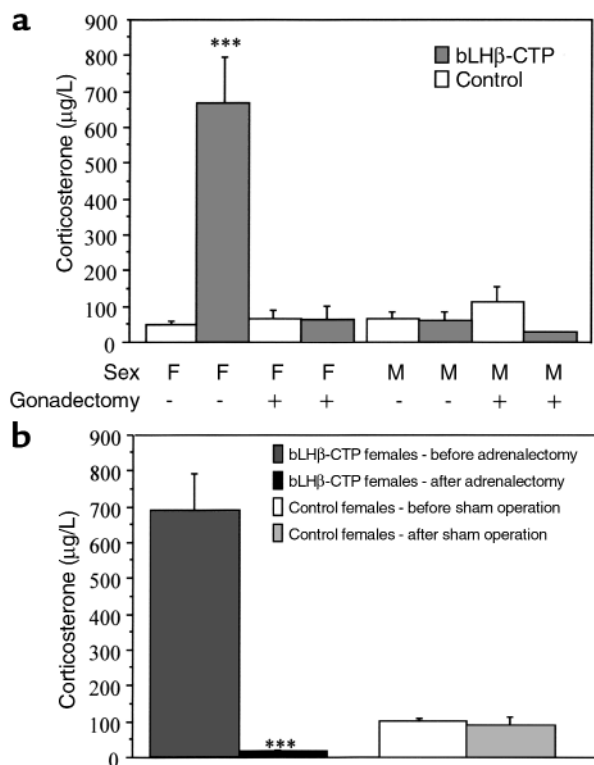 a
Corticosterone (µg/L)
900
800
700
600
500
400
300
200
100
0
***
bLHβ-CTP
Control
Sex F F F F M M M M
Gonadectomy - - + + - - + +
b
Corticosterone (µg/L)
900
800
700
600
500
400
300
200
100
0
bLHβ-CTP females - before adrenalectomy
bLHβ-CTP females - after adrenalectomy
Control females - before sham operation
Control females - after sham operation
***